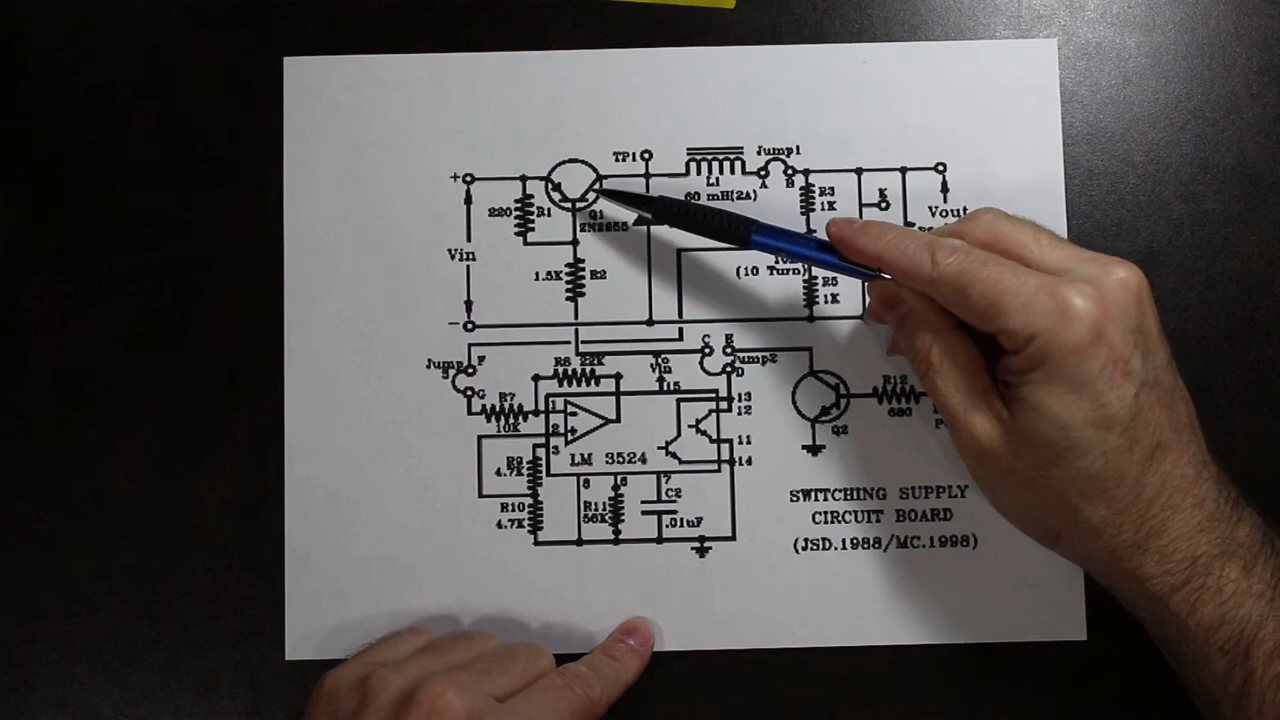 TP1
Jump1
+
L1
A B
60 mH(2A)
R3
1K
K
Vout
220
R1
Q1
2N2955
Vin
1.5K
R2
(10 Turn)
R5
1K
−
C
E
Jump2
D
Jump
3
F
G
R8 22K
To
Vin
15
R7
10K
1
2
3
LM 3524
13
12
11
14
R12
680
Q2
R9
4.7K
R10
4.7K
8
6
7
R11
56K
C2
.01uF
SWITCHING SUPPLY
CIRCUIT BOARD
(JSD.1988/MC.1998)